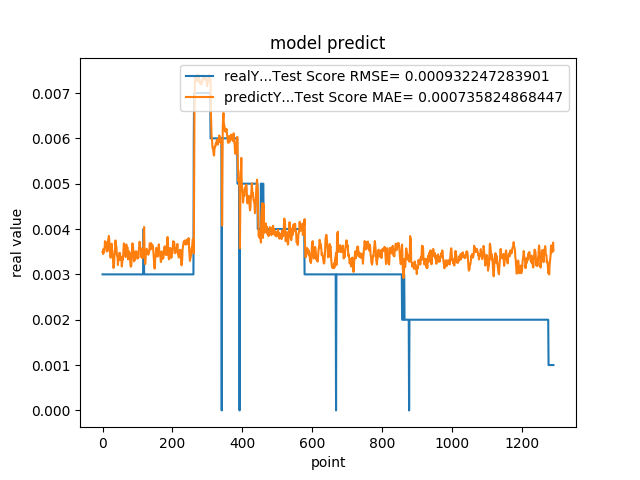 model predict
realY...Test Score RMSE= 0.000932247283901
predictY...Test Score MAE= 0.000735824868447
0.007
0.006
0.005
0.004
0.003
0.002
0.001
0.000
real value
0 200 400 600 800 1000 1200
point